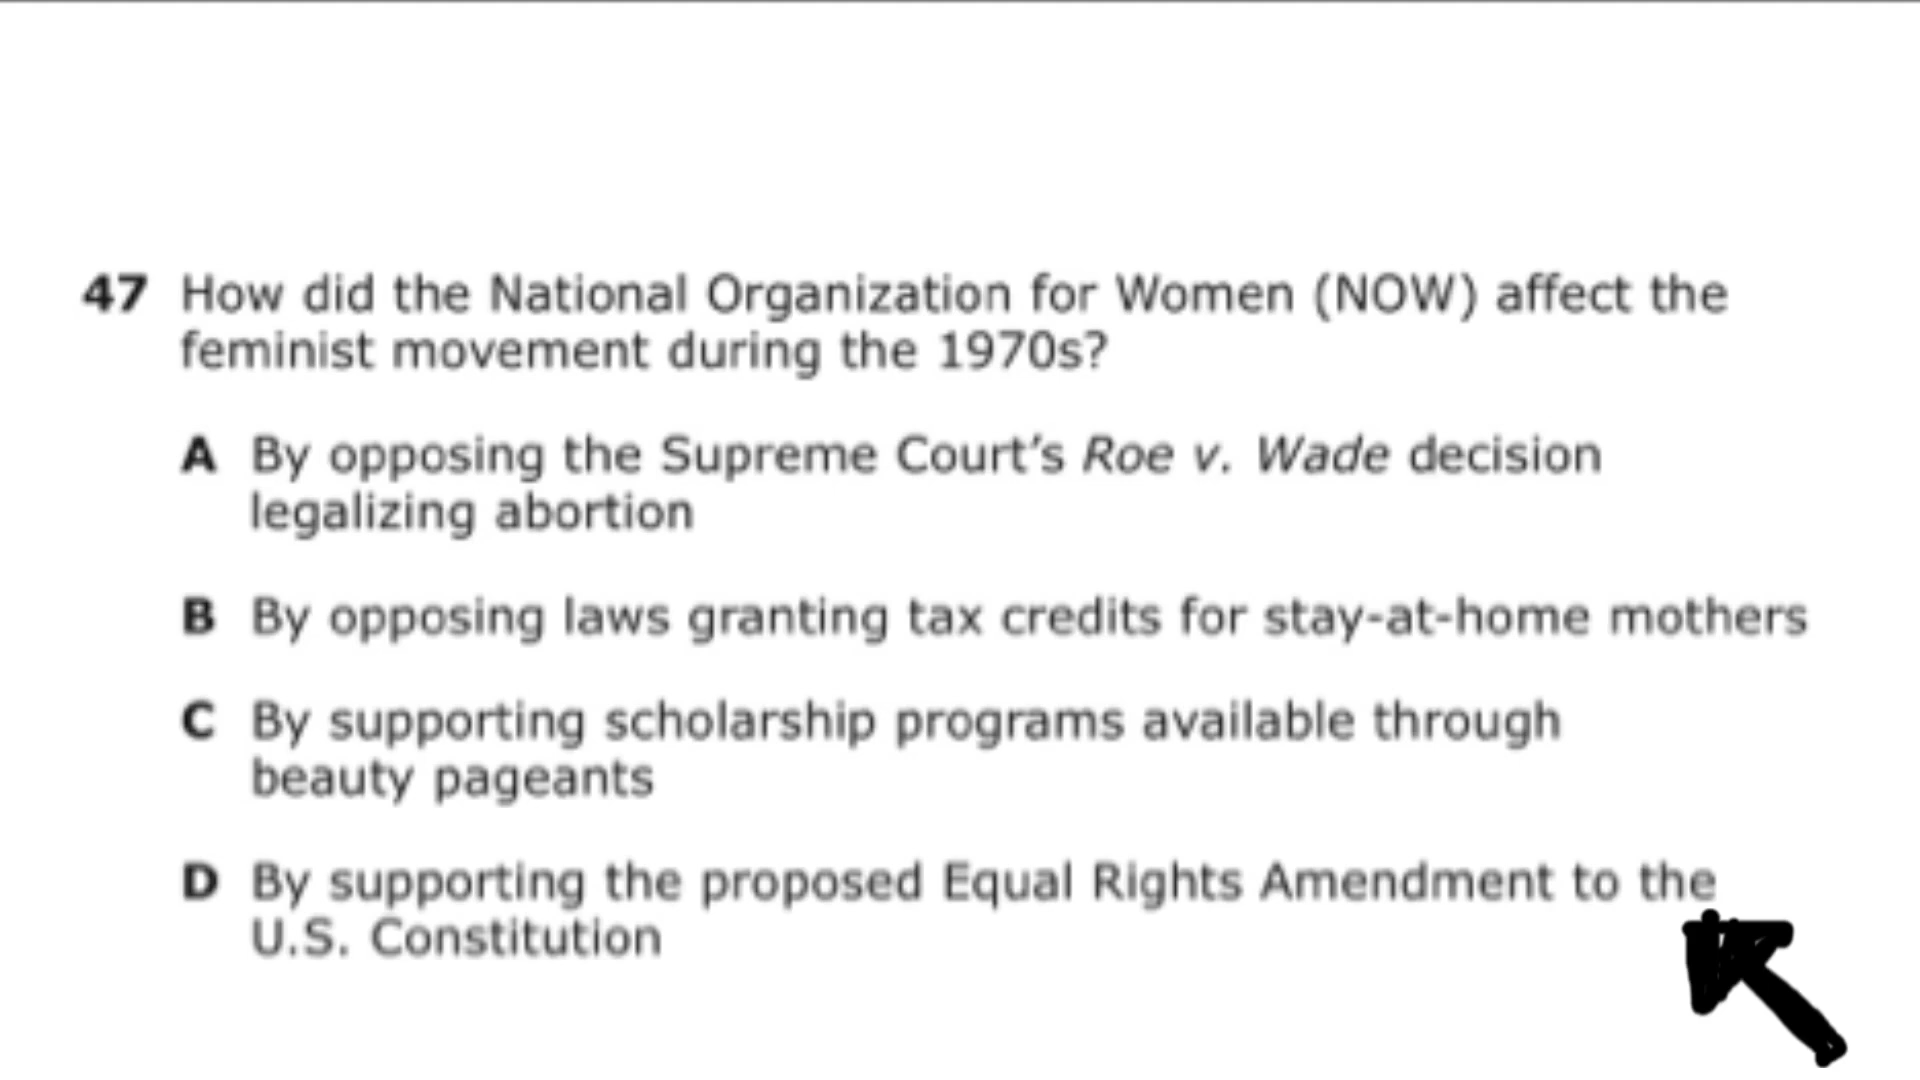 47 How did the National Organization for Women (NOW) affect the
feminist movement during the 1970s?
A By opposing the Supreme Court's Roe v. Wade decision
legalizing abortion
B By opposing laws granting tax credits for stay-at-home mothers
C By supporting scholarship programs available through
beauty pageants
D By supporting the proposed Equal Rights Amendment to the
U.S. Constitution